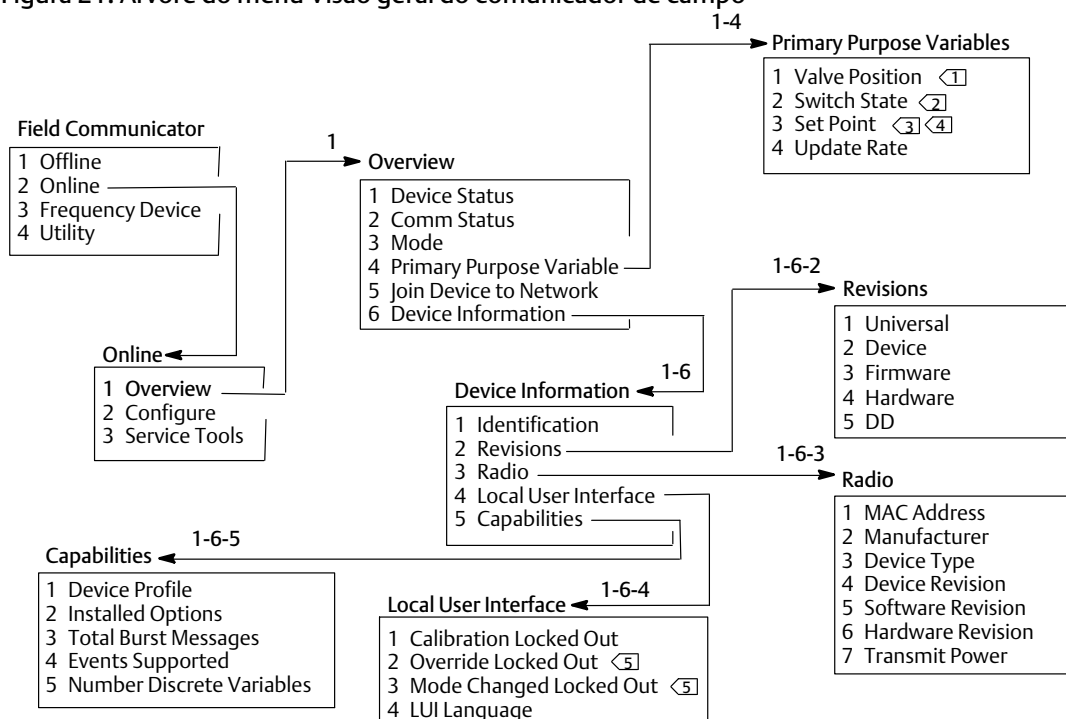 Figura 21. Árvore do menu Visão geral do comunicador de campo
Field Communicator
1 Offline
2 Online
3 Frequency Device
4 Utility
Online
1 Overview
2 Configure
3 Service Tools
1
Overview
1 Device Status
2 Comm Status
3 Mode
4 Primary Purpose Variable
5 Join Device to Network
6 Device Information
1-4
Primary Purpose Variables
1 Valve Position 1
2 Switch State 2
3 Set Point 3 4
4 Update Rate
1-6
Device Information
1 Identification
2 Revisions
3 Radio
4 Local User Interface
5 Capabilities
1-6-2
Revisions
1 Universal
2 Device
3 Firmware
4 Hardware
5 DD
1-6-3
Radio
1 MAC Address
2 Manufacturer
3 Device Type
4 Device Revision
5 Software Revision
6 Hardware Revision
7 Transmit Power
1-6-5
Capabilities
1 Device Profile
2 Installed Options
3 Total Burst Messages
4 Events Supported
5 Number Discrete Variables
1-6-4
Local User Interface
1 Calibration Locked Out
2 Override Locked Out 5
3 Mode Changed Locked Out 5
4 LUI Language